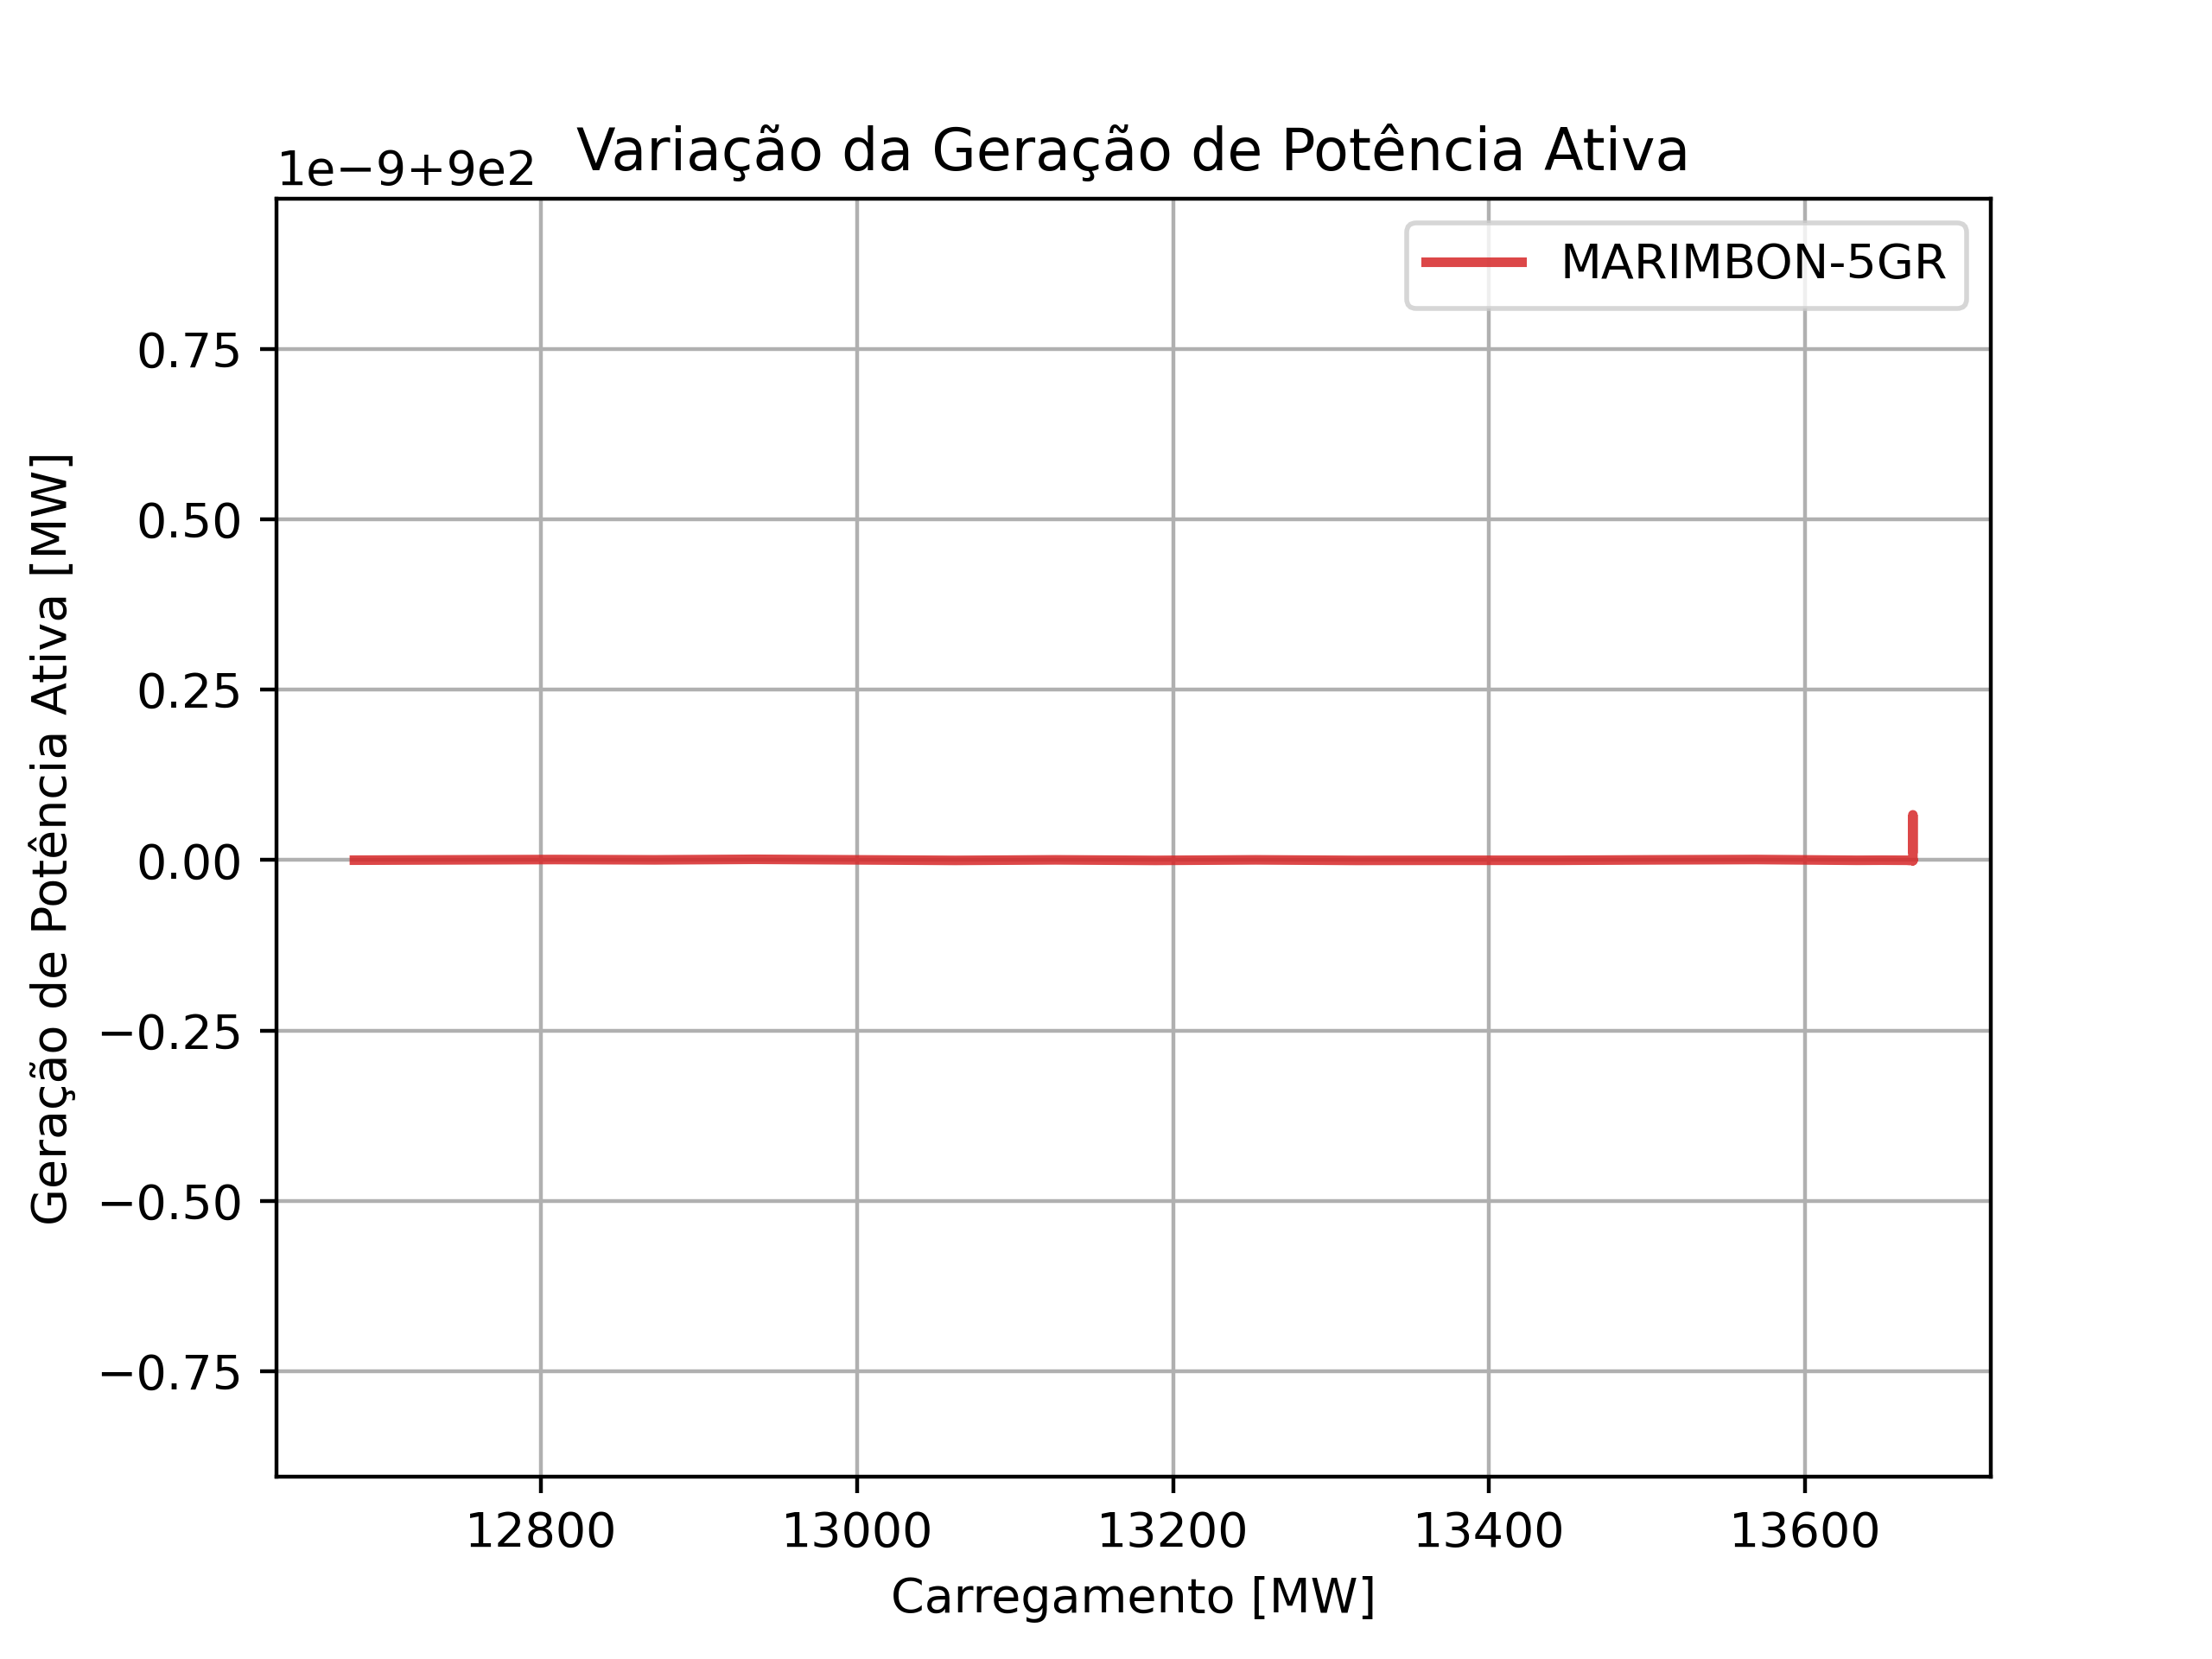 Variação da Geração de Potência Ativa
1e−9+9e2
MARIMBON-5GR
0.75
0.50
0.25
0.00
−0.25
−0.50
−0.75
Geração de Potência Ativa [MW]
12800 13000 13200 13400 13600
Carregamento [MW]